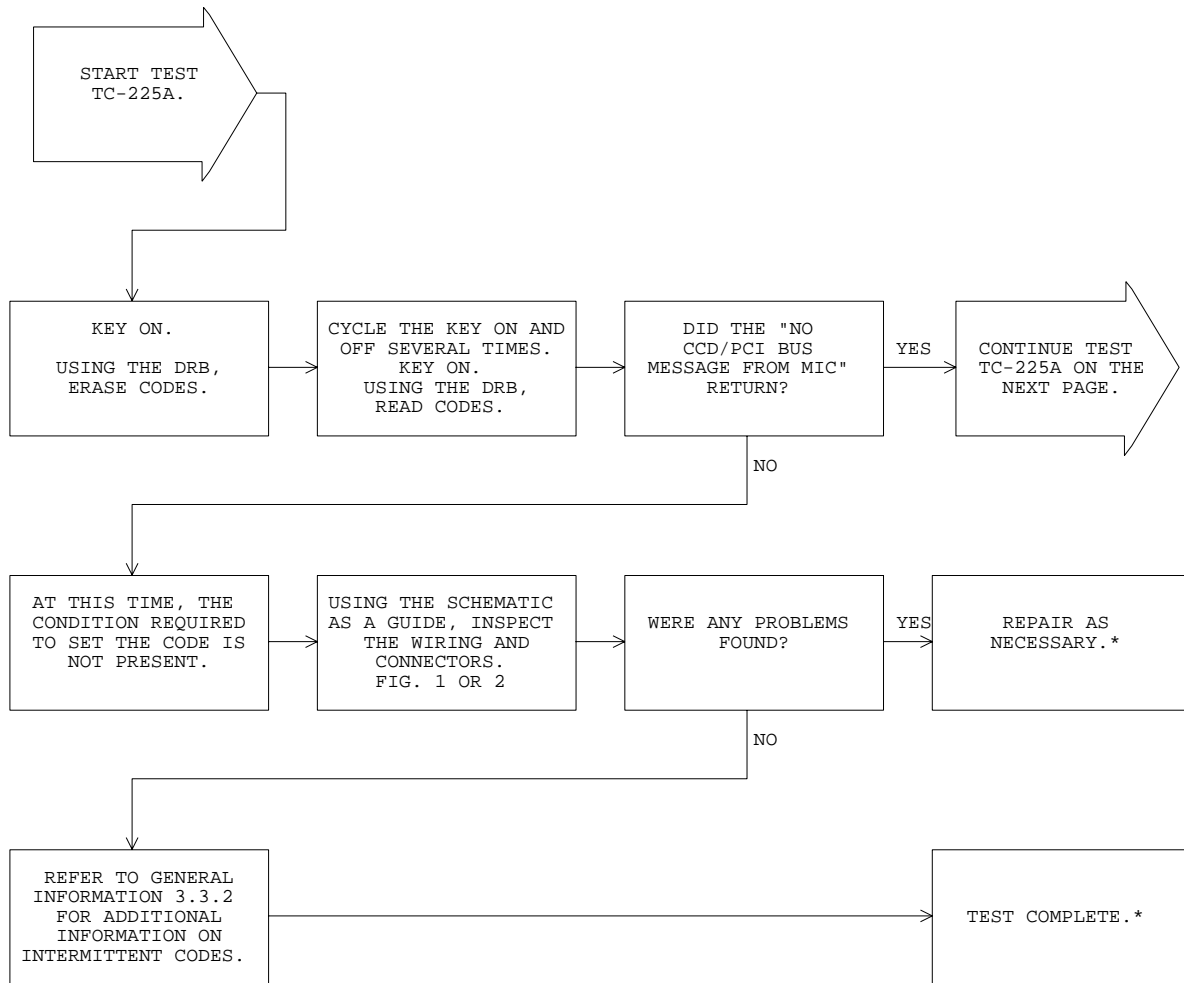 START TEST
TC-225A.
KEY ON.
USING THE DRB,
ERASE CODES.
CYCLE THE KEY ON AND
OFF SEVERAL TIMES.
KEY ON.
USING THE DRB,
READ CODES.
DID THE "NO
CCD/PCI BUS
MESSAGE FROM MIC"
RETURN?
YES
CONTINUE TEST
TC-225A ON THE
NEXT PAGE.
NO
AT THIS TIME, THE
CONDITION REQUIRED
TO SET THE CODE IS
NOT PRESENT.
USING THE SCHEMATIC
AS A GUIDE, INSPECT
THE WIRING AND
CONNECTORS.
FIG. 1 OR 2
WERE ANY PROBLEMS
FOUND?
YES
REPAIR AS
NECESSARY.*
NO
REFER TO GENERAL
INFORMATION 3.3.2
FOR ADDITIONAL
INFORMATION ON
INTERMITTENT CODES.
TEST COMPLETE.*